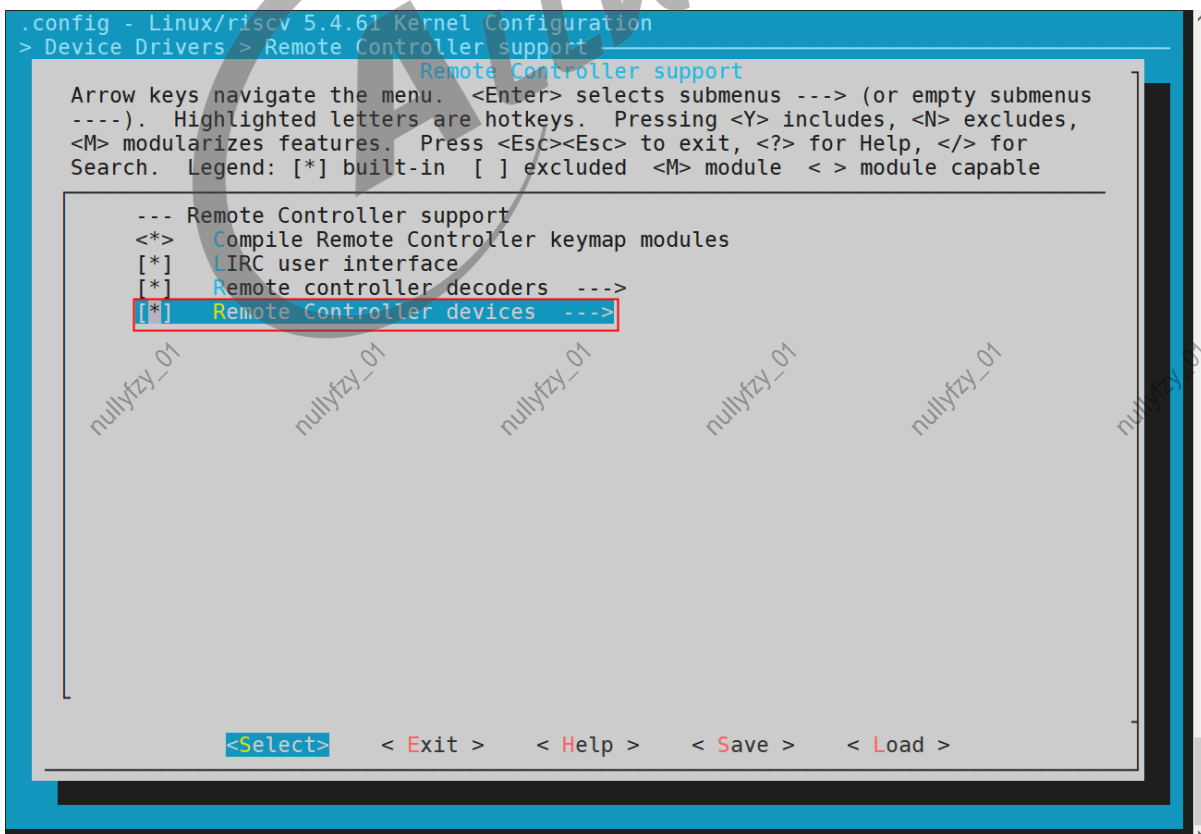 .config - Linux/riscv 5.4.61 Kernel Configuration
> Device Drivers > Remote Controller support
Remote Controller support
Arrow keys navigate the menu.  <Enter> selects submenus ---> (or empty submenus
----).  Highlighted letters are hotkeys.  Pressing <Y> includes, <N> excludes,
<M> modularizes features.  Press <Esc><Esc> to exit, <?> for Help, </> for
Search.  Legend: [*] built-in  [ ] excluded  <M> module  < > module capable
--- Remote Controller support
<*>   Compile Remote Controller keymap modules
[*]   LIRC user interface
[*]   Remote controller decoders  --->
[*]   Remote Controller devices  --->
nullyfzy_01 nullyfzy_01 nullyfzy_01 nullyfzy_01 nullyfzy_01
<Select>    < Exit >    < Help >    < Save >    < Load >